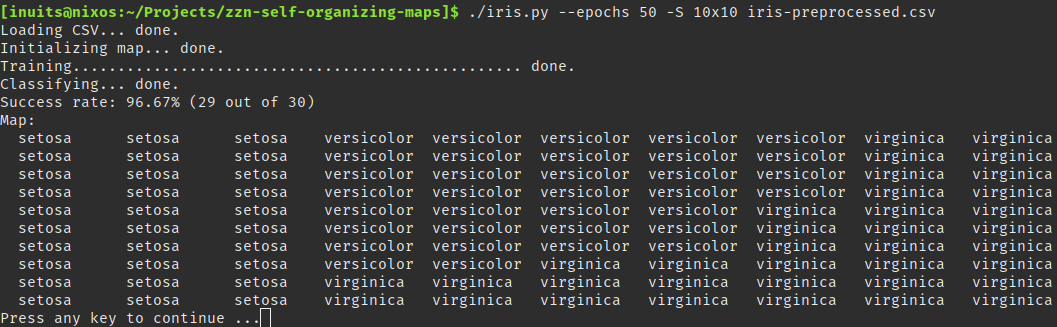 [inuits@nixos:~/Projects/zzn-self-organizing-maps]$ ./iris.py --epochs 50 -S 10x10 iris-preprocessed.csv
Loading CSV... done.
Initializing map... done.
Training.................................................. done.
Classifying... done.
Success rate: 96.67% (29 out of 30)
Map:
  setosa      setosa      setosa    versicolor  versicolor  versicolor  versicolor  versicolor  virginica   virginica
  setosa      setosa      setosa    versicolor  versicolor  versicolor  versicolor  versicolor  virginica   virginica
  setosa      setosa      setosa    versicolor  versicolor  versicolor  versicolor  versicolor  virginica   virginica
  setosa      setosa      setosa    versicolor  versicolor  versicolor  versicolor  versicolor  virginica   virginica
  setosa      setosa      setosa    versicolor  versicolor  versicolor  versicolor  virginica   virginica   virginica
  setosa      setosa      setosa    versicolor  versicolor  versicolor  versicolor  virginica   virginica   virginica
  setosa      setosa      setosa    versicolor  versicolor  versicolor  versicolor  virginica   virginica   virginica
  setosa      setosa      setosa    versicolor  versicolor  virginica   virginica   virginica   virginica   virginica
  setosa      setosa      setosa    virginica   virginica   virginica   virginica   virginica   virginica   virginica
  setosa      setosa      setosa    virginica   virginica   virginica   virginica   virginica   virginica   virginica
Press any key to continue ...